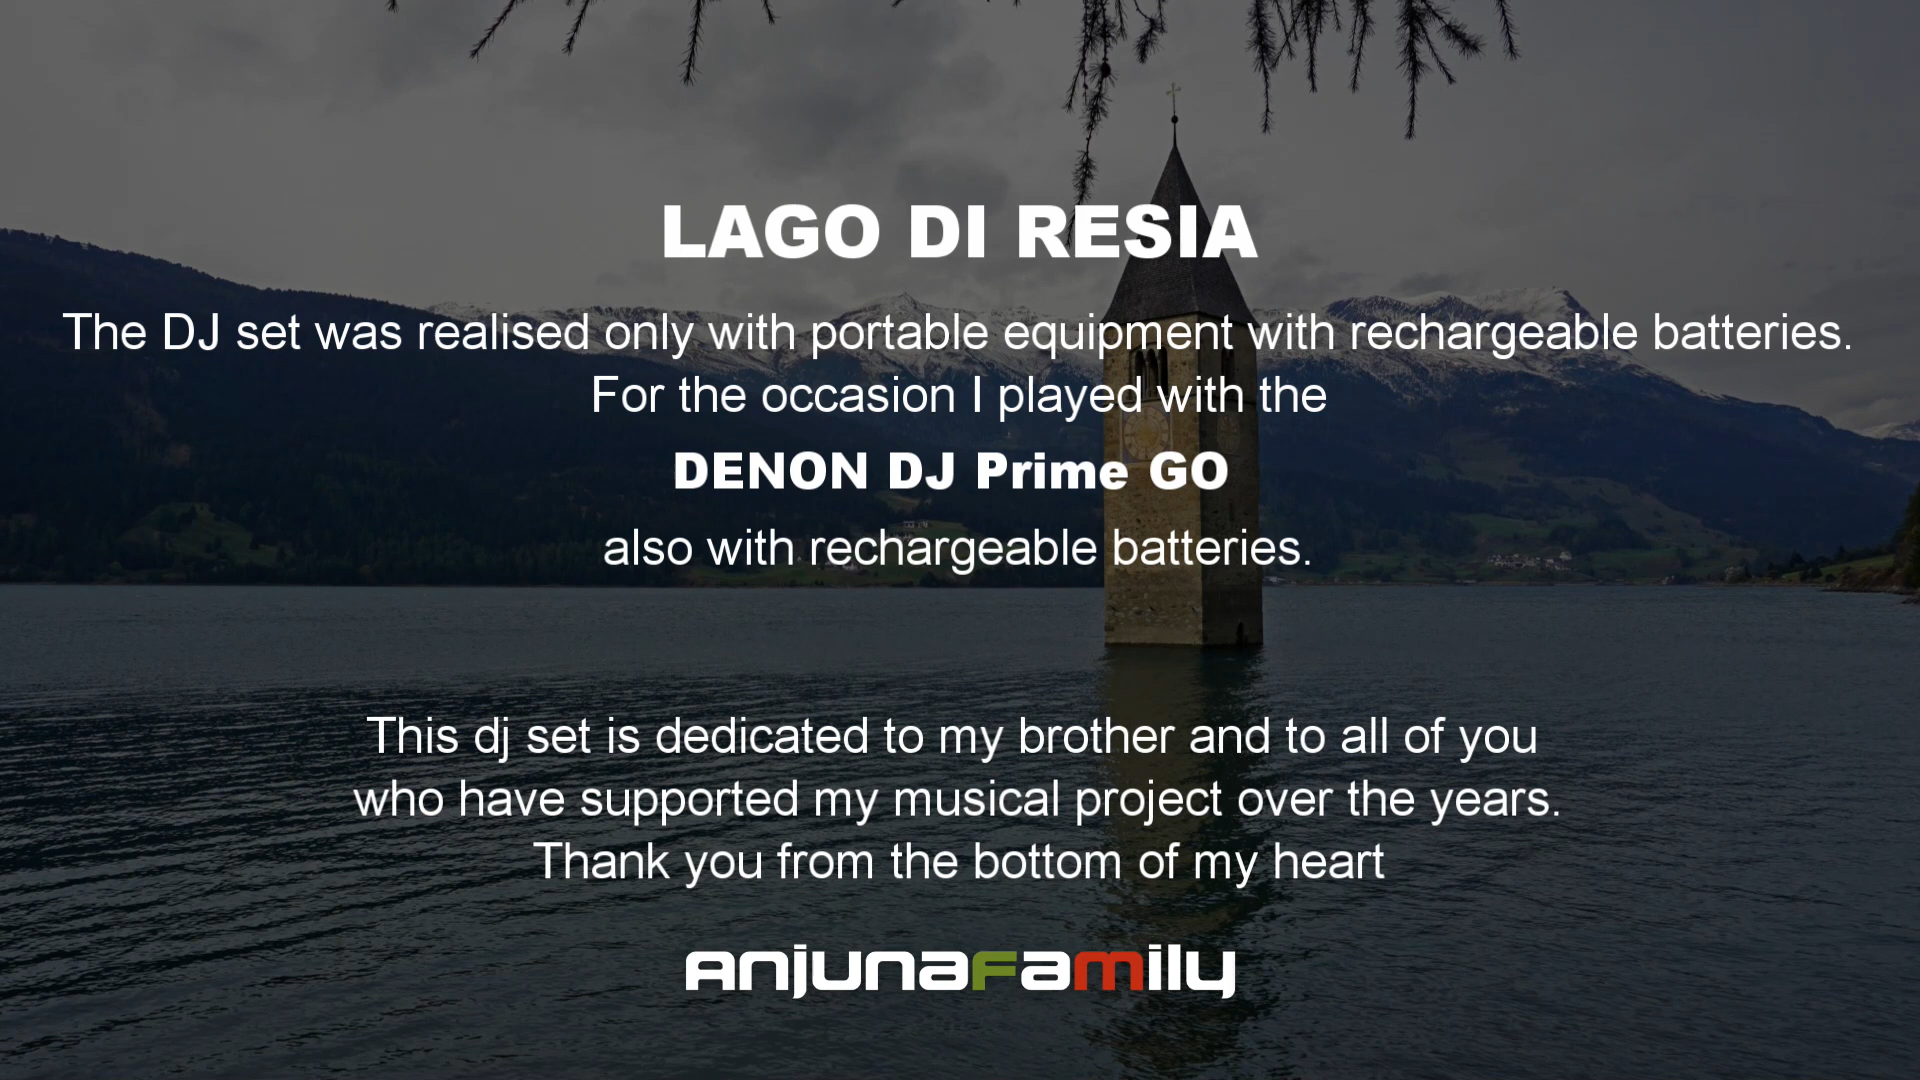 LAGO DI RESIA
The DJ set was realised only with portable equipment with rechargeable batteries.
For the occasion I played with the
DENON DJ Prime GO
also with rechargeable batteries.
This dj set is dedicated to my brother and to all of you
who have supported my musical project over the years.
Thank you from the bottom of my heart
anjunafamily